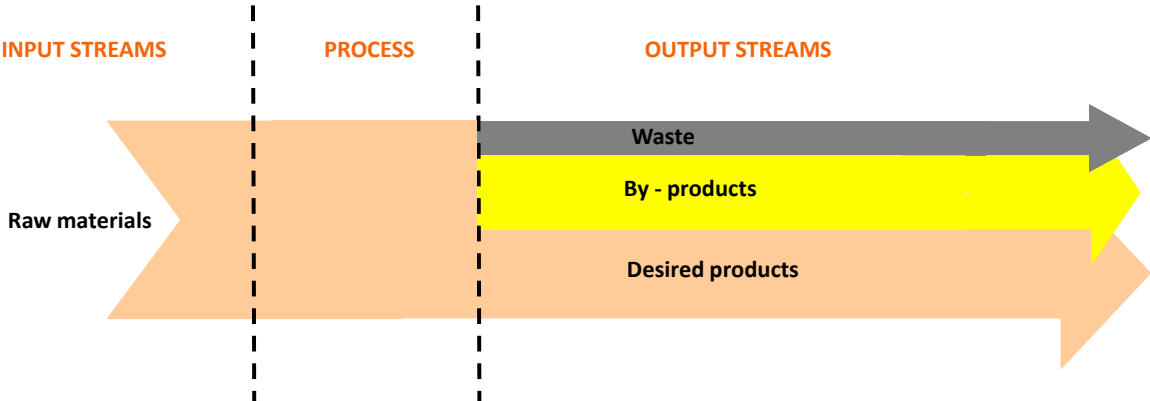 INPUT STREAMS
PROCESS
OUTPUT STREAMS
Waste
By - products
Raw materials
Desired products